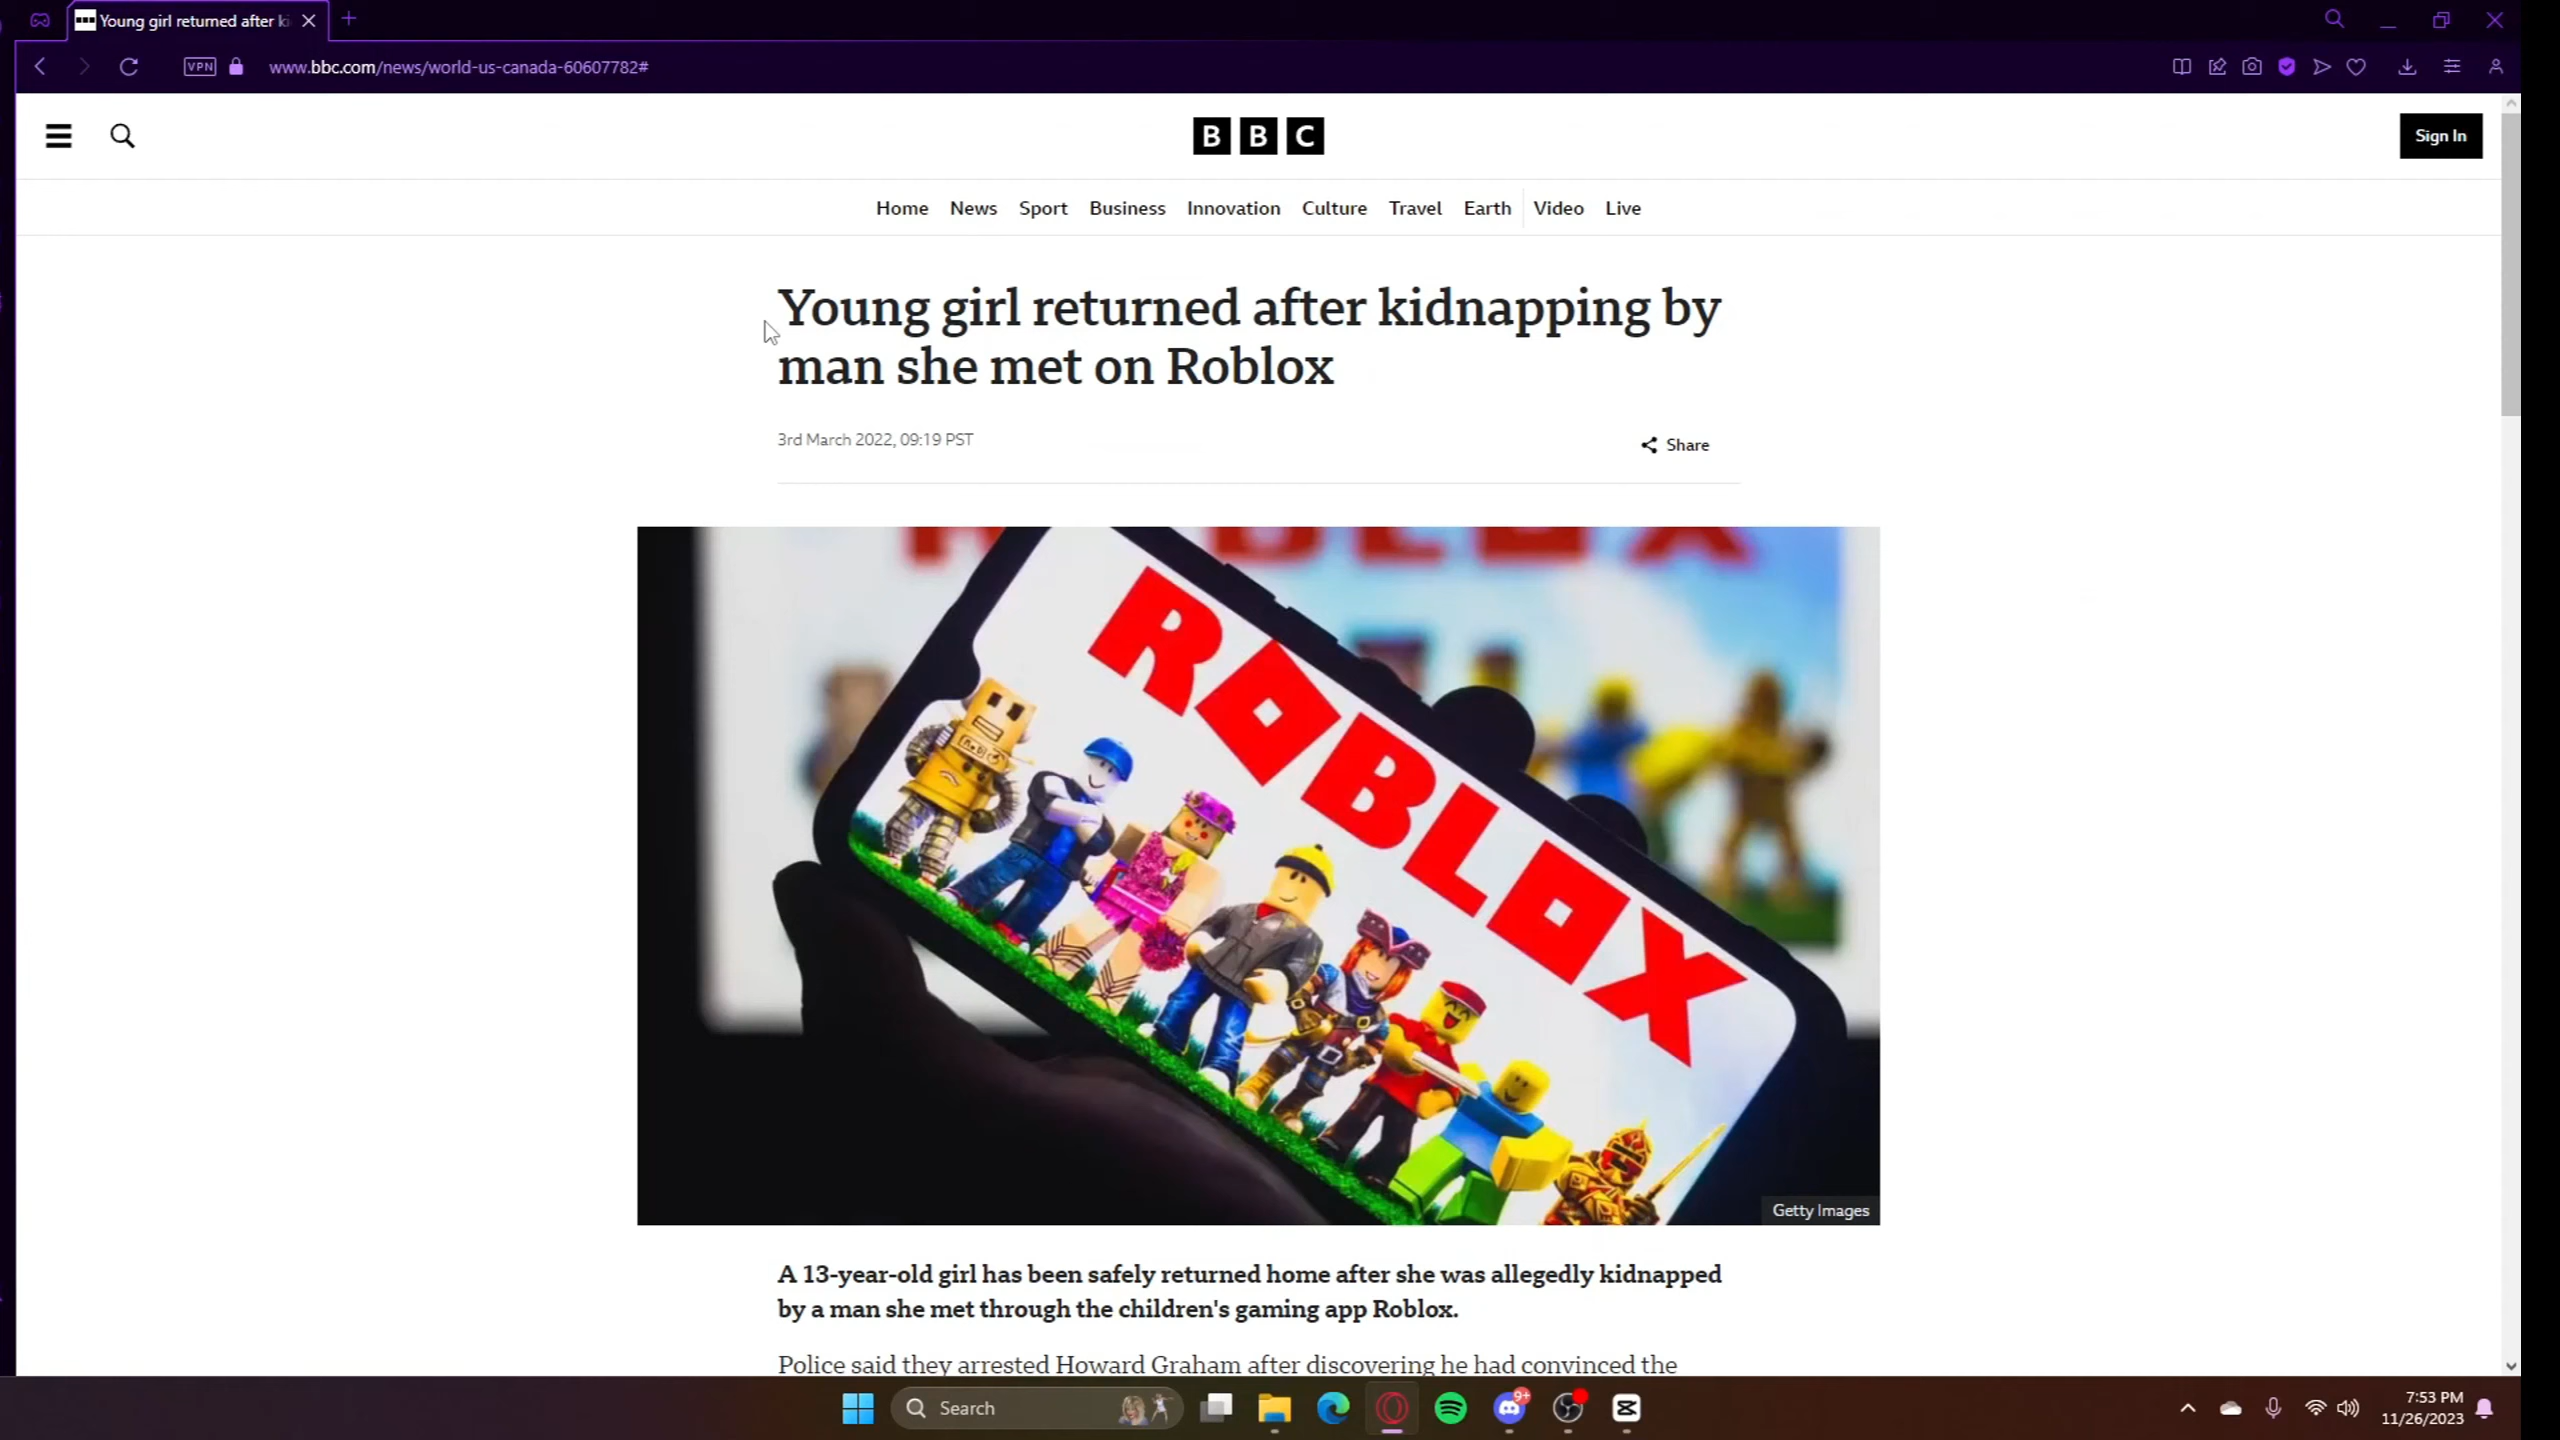 Young girl returned after ki
VPN
www.bbc.com/news/world-us-canada-60607782#
BBC
Sign In
Home News Sport Business Innovation Culture Travel Earth Video Live
Young girl returned after kidnapping by
man she met on Roblox
3rd March 2022, 09:19 PST
Share
ROBLOX
Getty Images
A 13-year-old girl has been safely returned home after she was allegedly kidnapped
by a man she met through the children's gaming app Roblox.
Police said they arrested Howard Graham after discovering he had convinced the
Search
9+
7:53 PM
11/26/2023